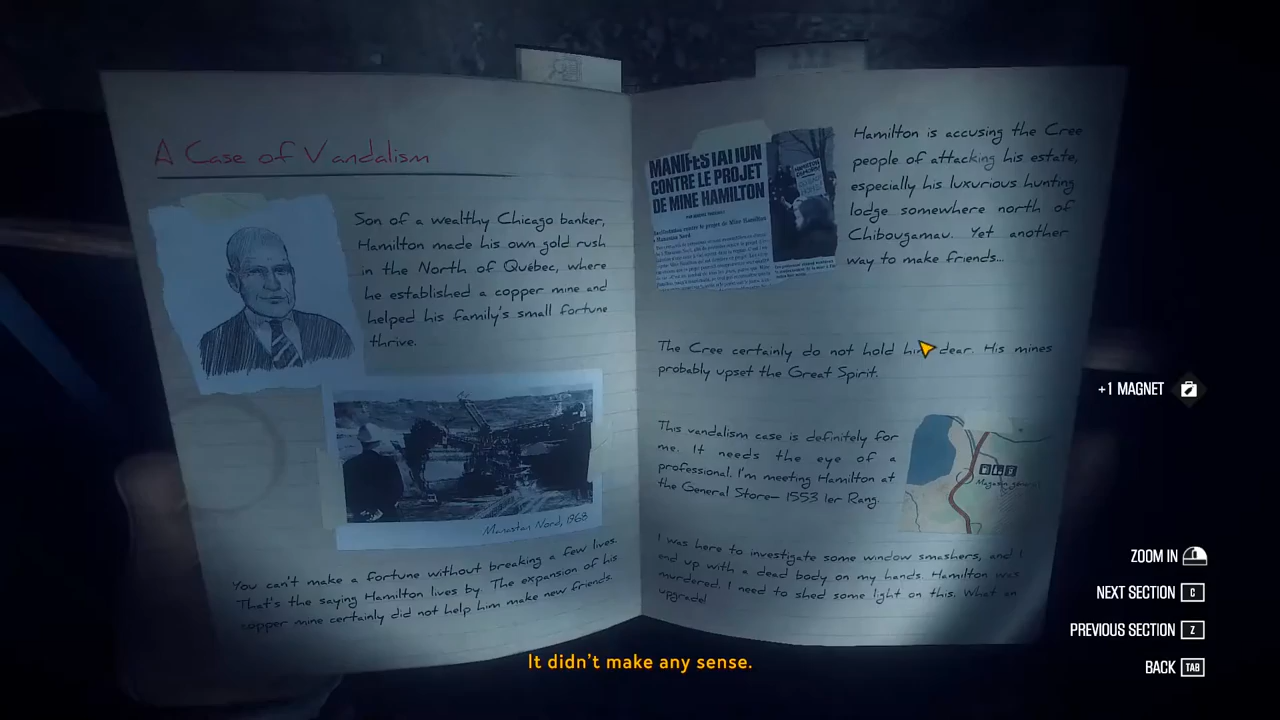 A Case of Vandalism
Son of a wealthy Chicago banker,
Hamilton made his own gold rush
in the North of Québec, where
he established a copper mine and
helped his family's small fortune
thrive.
Manastan Nord, 1968
You can't make a fortune without breaking a few lives.
That's the saying Hamilton lives by. The expansion of his
copper mine certainly did not help him make new friends.
MANIFESTATION
CONTRE LE PROJET
DE MINE HAMILTON
Hamilton is accusing the Cree
people of attacking his estate,
especially his luxurious hunting
lodge somewhere north of
Chibougamau. Yet another
way to make friends...
The Cree certainly do not hold him dear. His mines
probably upset the Great Spirit.
This vandalism case is definitely for
me. It needs the eye of a
professional. I'm meeting Hamilton at
the General Store– 1553 1er Rang.
Magasin général
I was here to investigate some window smashers, and I
end up with a dead body on my hands. Hamilton was
murdered. I need to shed some light on this. What an
upgrade!
+1 MAGNET
ZOOM IN
NEXT SECTION C
PREVIOUS SECTION Z
BACK TAB
It didn't make any sense.